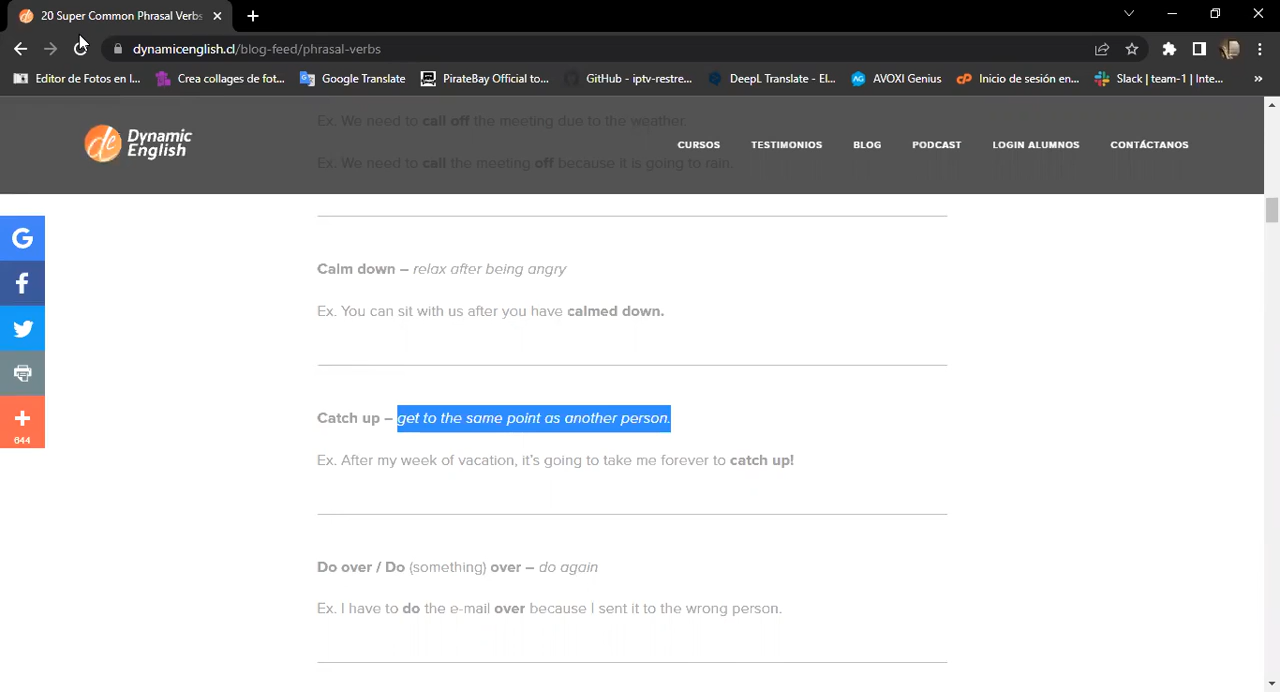 20 Super Common Phrasal Verbs
dynamicenglish.cl/blog-feed/phrasal-verbs
Editor de Fotos en l... Crea collages de fot... Google Translate PirateBay Official to... GitHub - iptv-restre... DeepL Translate - El... AVOXI Genius Inicio de sesión en... Slack | team-1 | Inte... »
Ex. We need to call off the meeting due to the weather.
Dynamic
English
CURSOS TESTIMONIOS BLOG PODCAST LOGIN ALUMNOS CONTÁCTANOS
Ex. We need to call the meeting off because it is going to rain.
Calm down – relax after being angry
Ex. You can sit with us after you have calmed down.
Catch up – get to the same point as another person.
Ex. After my week of vacation, it's going to take me forever to catch up!
Do over / Do (something) over – do again
Ex. I have to do the e-mail over because I sent it to the wrong person.
644